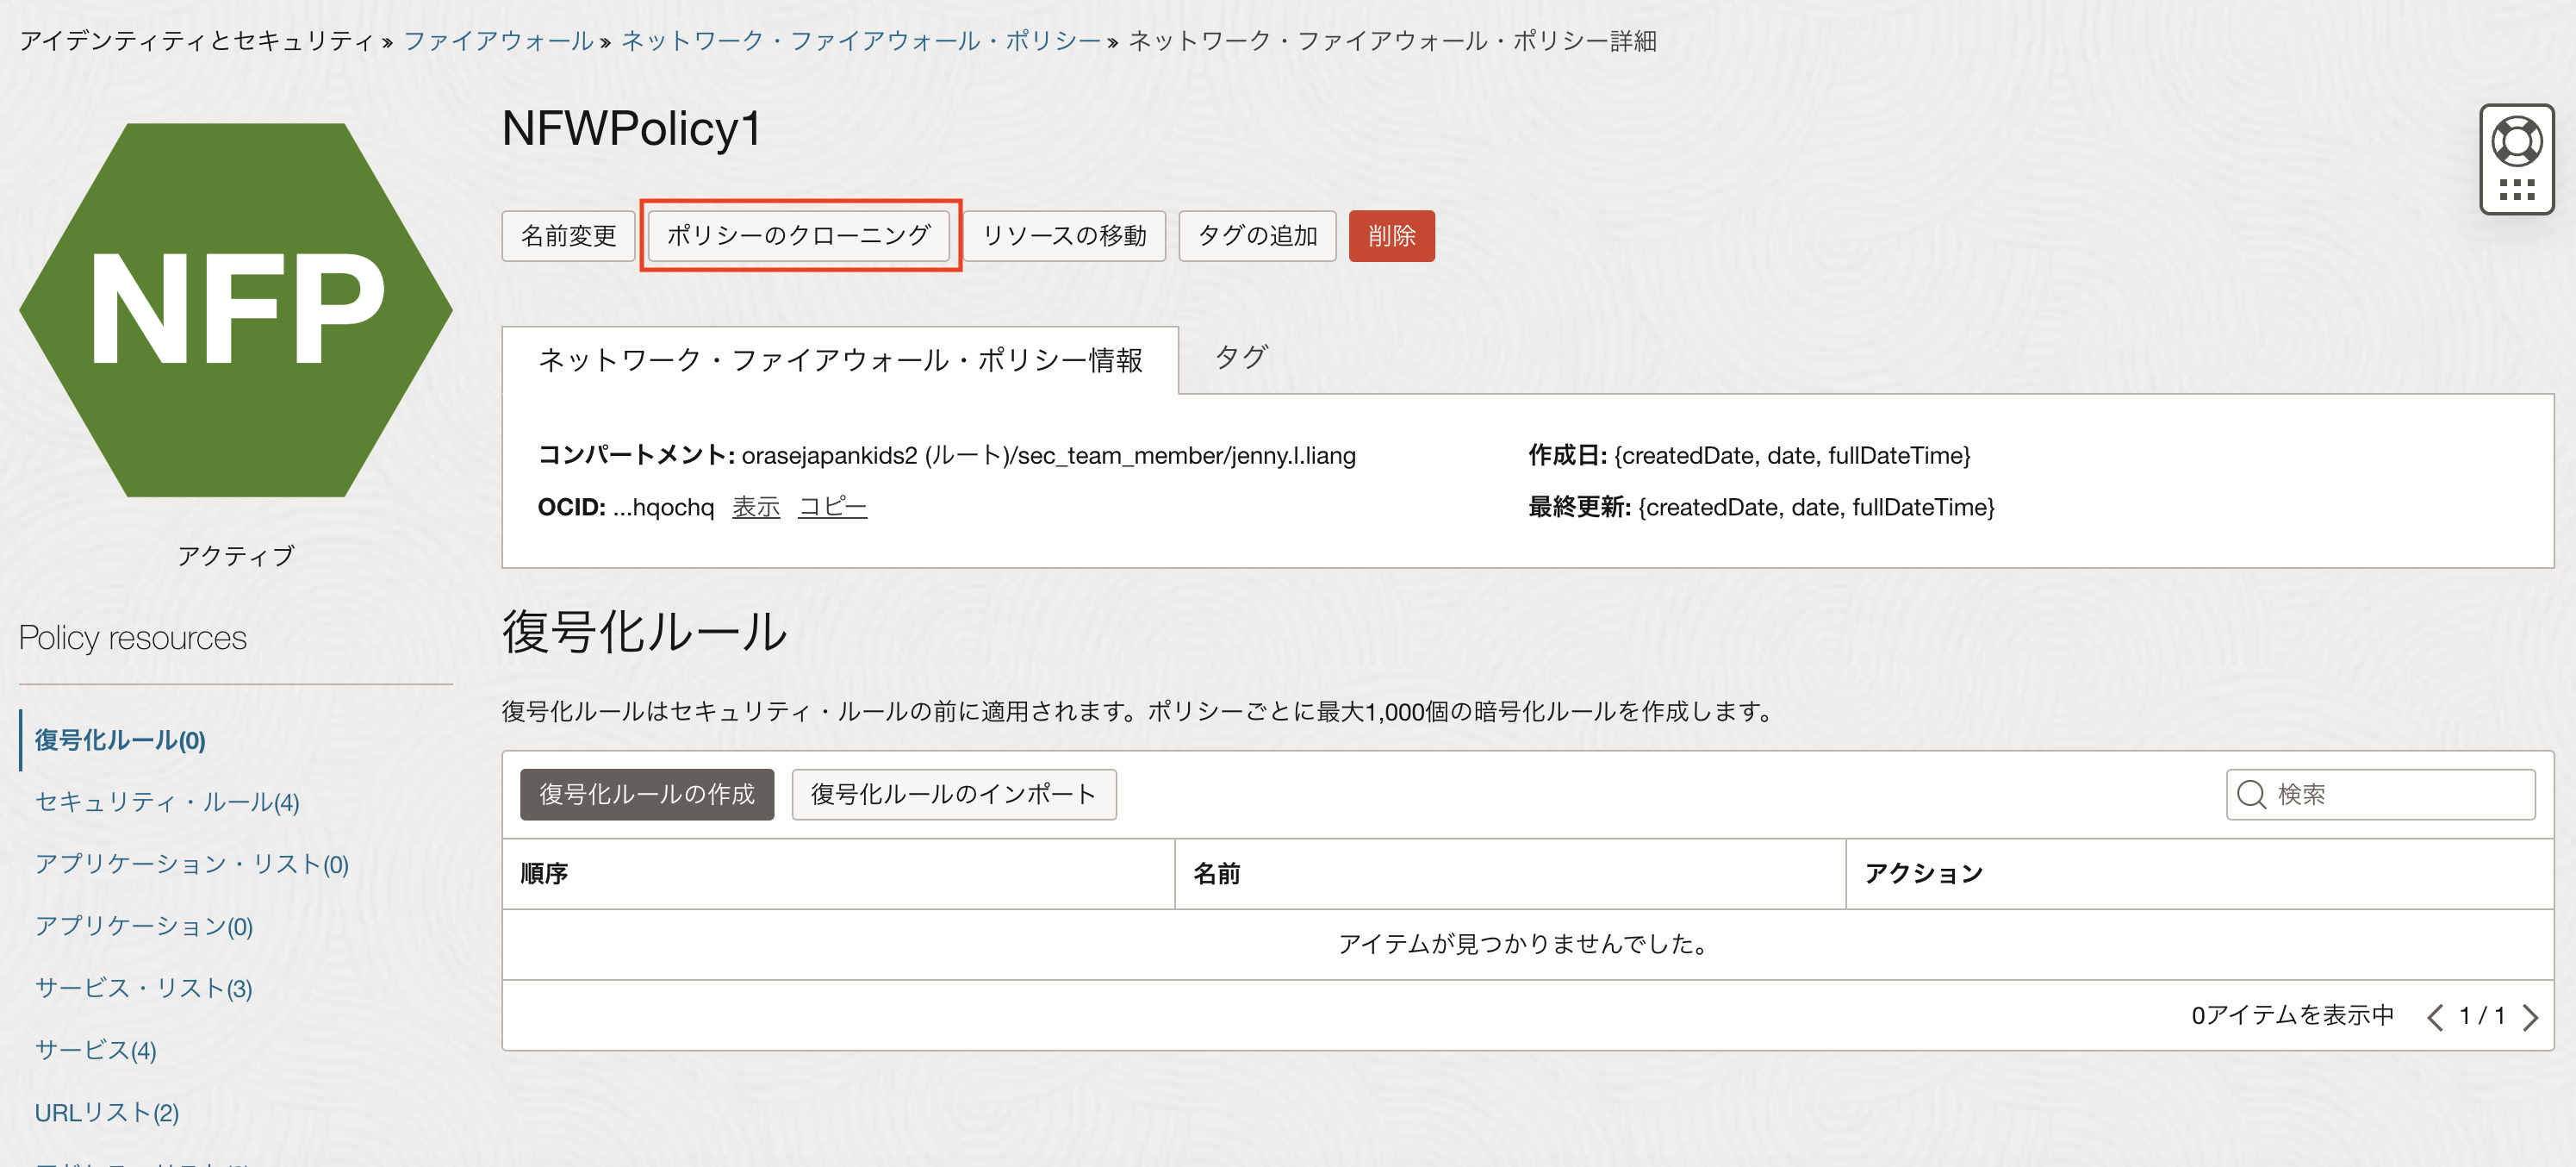 アイデンティティとセキュリティ » ファイアウォール » ネットワーク・ファイアウォール・ポリシー » ネットワーク・ファイアウォール・ポリシー詳細
NFP
アクティブ
NFWPolicy1
名前変更 ポリシーのクローニング リソースの移動 タグの追加 削除
ネットワーク・ファイアウォール・ポリシー情報 タグ
コンパートメント: orasejapankids2 (ルート)/sec_team_member/jenny.l.liang
作成日: {createdDate, date, fullDateTime}
OCID: ...hqochq 表示 コピー
最終更新: {createdDate, date, fullDateTime}
Policy resources
復号化ルール(0)
セキュリティ・ルール(4)
アプリケーション・リスト(0)
アプリケーション(0)
サービス・リスト(3)
サービス(4)
URLリスト(2)
復号化ルール
復号化ルールはセキュリティ・ルールの前に適用されます。ポリシーごとに最大1,000個の暗号化ルールを作成します。
復号化ルールの作成 復号化ルールのインポート 検索
順序 名前 アクション
アイテムが見つかりませんでした。
0アイテムを表示中 1 / 1